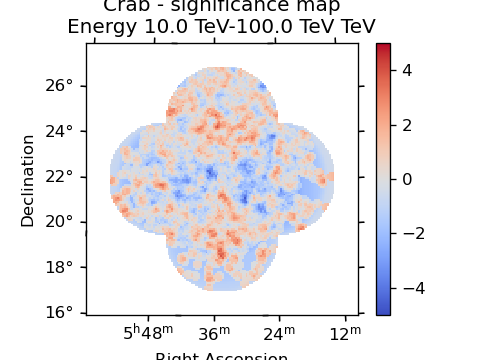 Crab - significance map
Energy 10.0 TeV-100.0 TeV TeV
26°
24°
22°
20°
18°
16°
Declination
5ʰ48ᵐ 36ᵐ 24ᵐ 12ᵐ
Right Ascension
4
2
0
−2
−4